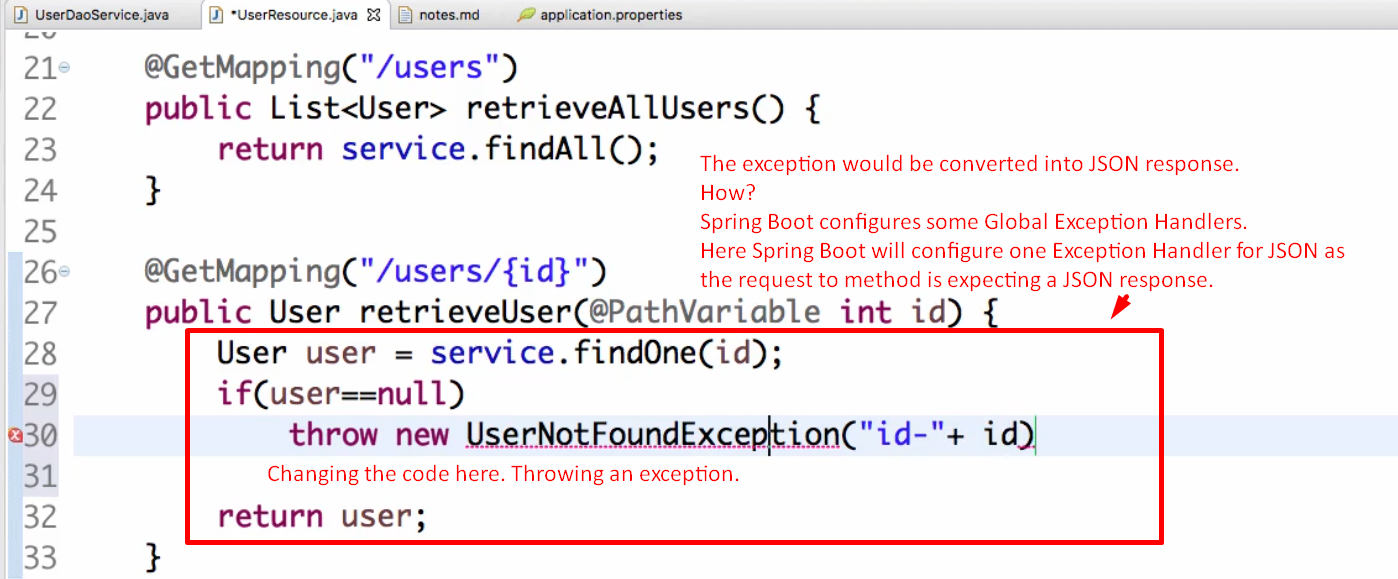 UserDaoService.java *UserResource.java notes.md application.properties
20
21 @GetMapping("/users")
22 public List<User> retrieveAllUsers() {
23 return service.findAll();
The exception would be converted into JSON response.
24 }
How?
Spring Boot configures some Global Exception Handlers.
25
Here Spring Boot will configure one Exception Handler for JSON as
26 @GetMapping("/users/{id}")
the request to method is expecting a JSON response.
27 public User retrieveUser(@PathVariable int id) {
28 User user = service.findOne(id);
29 if(user==null)
30 throw new UserNotFoundException("id-"+ id)
31 Changing the code here. Throwing an exception.
32 return user;
33 }